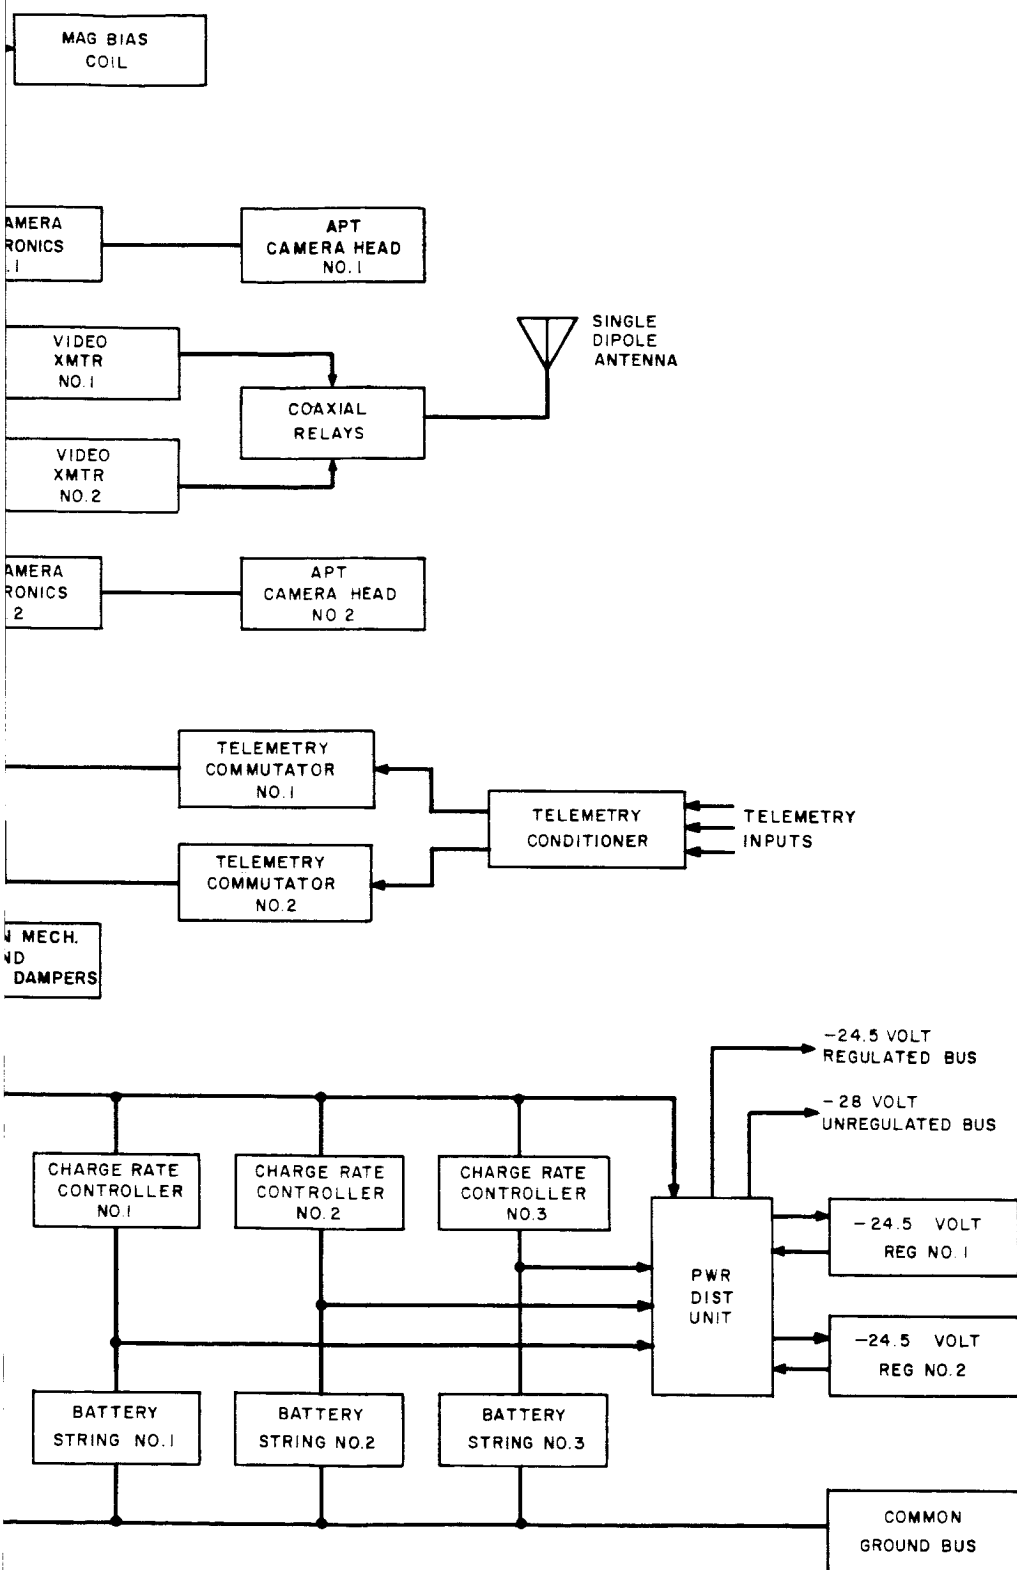 MAG BIAS
COIL
AMERA
RONICS
.1
APT
CAMERA HEAD
NO.1
VIDEO
XMTR
NO.1
SINGLE
DIPOLE
ANTENNA
COAXIAL
RELAYS
VIDEO
XMTR
NO.2
AMERA
RONICS
2
APT
CAMERA HEAD
NO 2
TELEMETRY
COMMUTATOR
NO.1
TELEMETRY
CONDITIONER
TELEMETRY
INPUTS
TELEMETRY
COMMUTATOR
NO.2
N MECH.
ND
DAMPERS
-24.5 VOLT
REGULATED BUS
-28 VOLT
UNREGULATED BUS
CHARGE RATE
CONTROLLER
NO.1
CHARGE RATE
CONTROLLER
NO.2
CHARGE RATE
CONTROLLER
NO.3
PWR
DIST
UNIT
-24.5 VOLT
REG NO.1
-24.5 VOLT
REG NO.2
BATTERY
STRING NO.1
BATTERY
STRING NO.2
BATTERY
STRING NO.3
COMMON
GROUND BUS